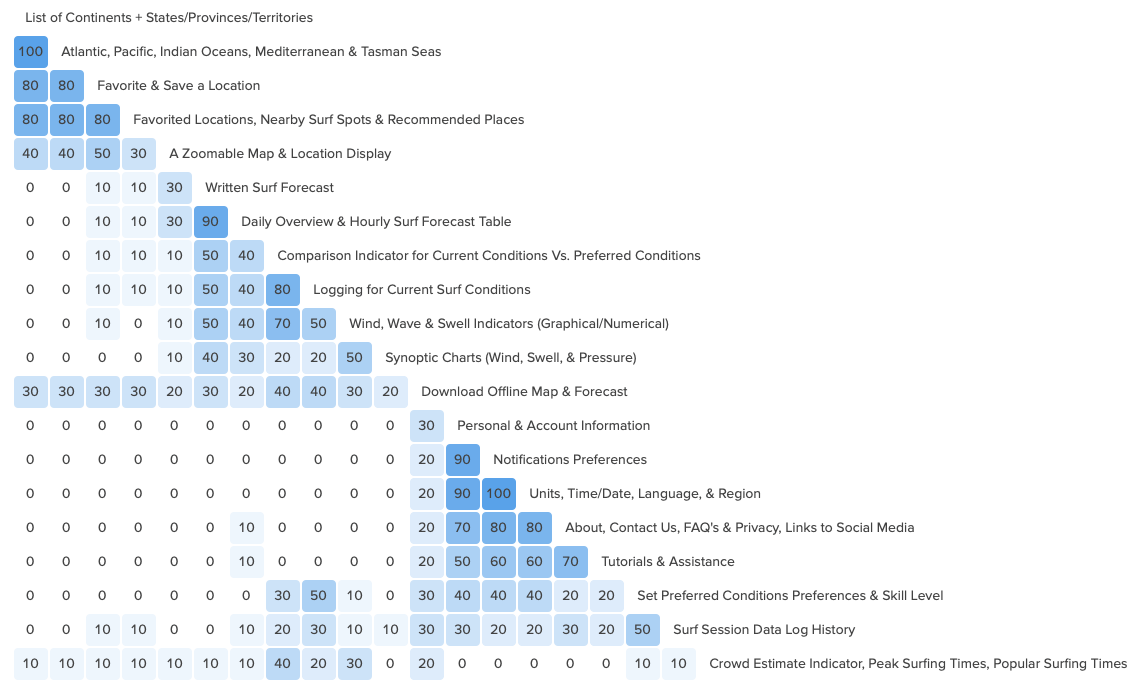 List of Continents + States/Provinces/Territories
100 Atlantic, Pacific, Indian Oceans, Mediterranean & Tasman Seas
80 80 Favorite & Save a Location
80 80 80 Favorited Locations, Nearby Surf Spots & Recommended Places
40 40 50 30 A Zoomable Map & Location Display
0 0 10 10 30 Written Surf Forecast
0 0 10 10 30 90 Daily Overview & Hourly Surf Forecast Table
0 0 10 10 10 50 40 Comparison Indicator for Current Conditions Vs. Preferred Conditions
0 0 10 10 10 50 40 80 Logging for Current Surf Conditions
0 0 10 0 10 50 40 70 50 Wind, Wave & Swell Indicators (Graphical/Numerical)
0 0 0 0 10 40 30 20 20 50 Synoptic Charts (Wind, Swell, & Pressure)
30 30 30 30 20 30 20 40 40 30 20 Download Offline Map & Forecast
0 0 0 0 0 0 0 0 0 0 0 30 Personal & Account Information
0 0 0 0 0 0 0 0 0 0 0 20 90 Notifications Preferences
0 0 0 0 0 0 0 0 0 0 0 20 90 100 Units, Time/Date, Language, & Region
0 0 0 0 0 0 10 0 0 0 0 20 70 80 80 About, Contact Us, FAQ's & Privacy, Links to Social Media
0 0 0 0 0 0 10 0 0 0 0 20 50 60 60 70 Tutorials & Assistance
0 0 0 0 0 0 0 30 50 10 0 30 40 40 40 20 20 Set Preferred Conditions Preferences & Skill Level
0 0 10 10 0 0 10 20 30 10 10 30 30 20 20 30 20 50 Surf Session Data Log History
10 10 10 10 10 10 10 40 20 30 0 20 0 0 0 0 0 10 10 Crowd Estimate Indicator, Peak Surfing Times, Popular Surfing Times